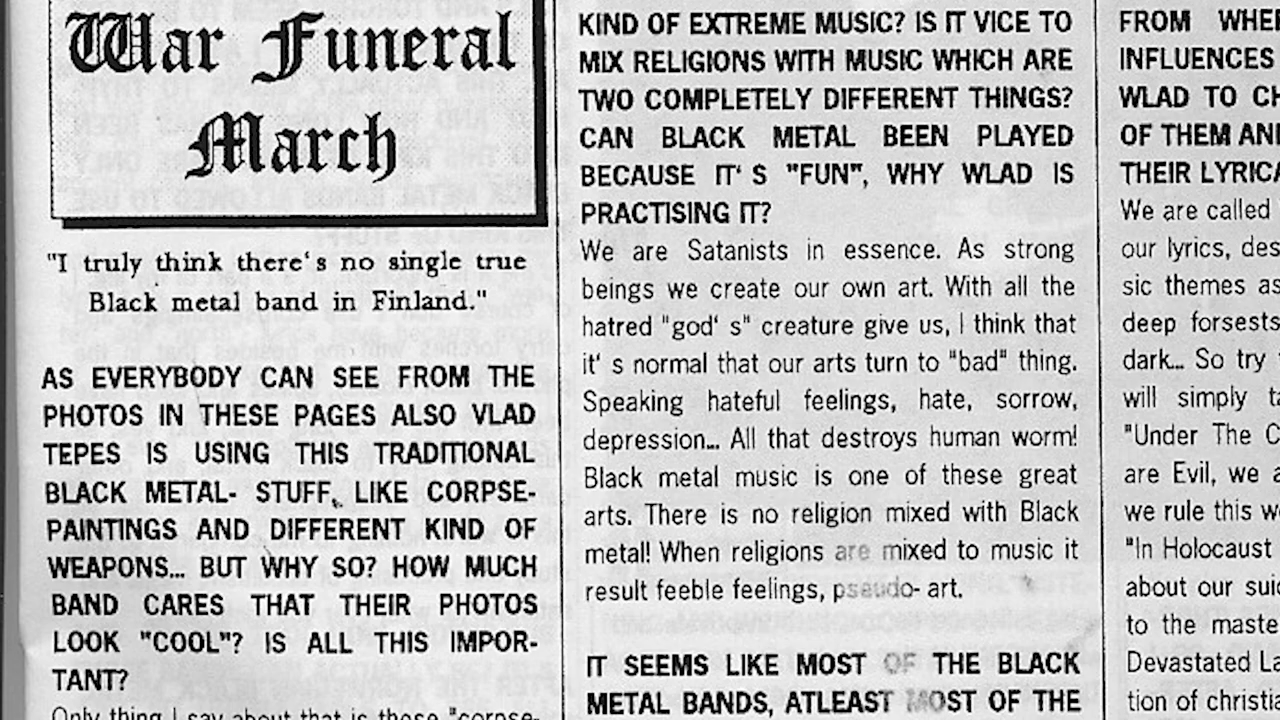 War Funeral
March
"I truly think there's no single true
Black metal band in Finland."
AS EVERYBODY CAN SEE FROM THE
PHOTOS IN THESE PAGES ALSO VLAD
TEPES IS USING THIS TRADITIONAL
BLACK METAL- STUFF, LIKE CORPSE-
PAINTINGS AND DIFFERENT KIND OF
WEAPONS... BUT WHY SO? HOW MUCH
BAND CARES THAT THEIR PHOTOS
LOOK "COOL"? IS ALL THIS IMPOR-
TANT?
Only thing I say about that is these "corpse-
KIND OF EXTREME MUSIC? IS IT VICE TO
MIX RELIGIONS WITH MUSIC WHICH ARE
TWO COMPLETELY DIFFERENT THINGS?
CAN BLACK METAL BEEN PLAYED
BECAUSE IT' S "FUN", WHY WLAD IS
PRACTISING IT?
We are Satanists in essence. As strong
beings we create our own art. With all the
hatred "god' s" creature give us, I think that
it' s normal that our arts turn to "bad" thing.
Speaking hateful feelings, hate, sorrow,
depression... All that destroys human worm!
Black metal music is one of these great
arts. There is no religion mixed with Black
metal! When religions are mixed to music it
result feeble feelings, pseudo- art.
IT SEEMS LIKE MOST OF THE BLACK
METAL BANDS, ATLEAST MOST OF THE
FROM WHE
INFLUENCES
WLAD TO CH
OF THEM AN
THEIR LYRICA
We are called
our lyrics, des
sic themes as
deep forsests
dark... So try
will simply ta
"Under The C
are Evil, we a
we rule this w
"In Holocaust
about our suic
to the maste
Devastated La
tion of christia